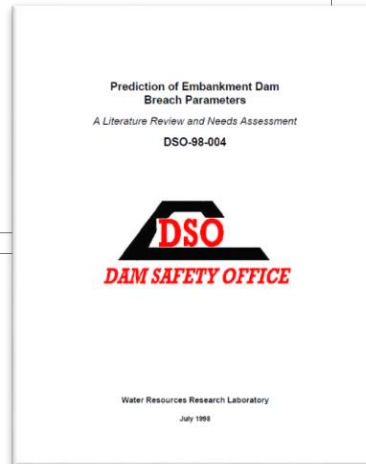 Prediction of Embankment Dam
Breach Parameters
A Literature Review and Needs Assessment
DSO-98-004
DSO
DAM SAFETY OFFICE
Water Resources Research Laboratory
July 1998